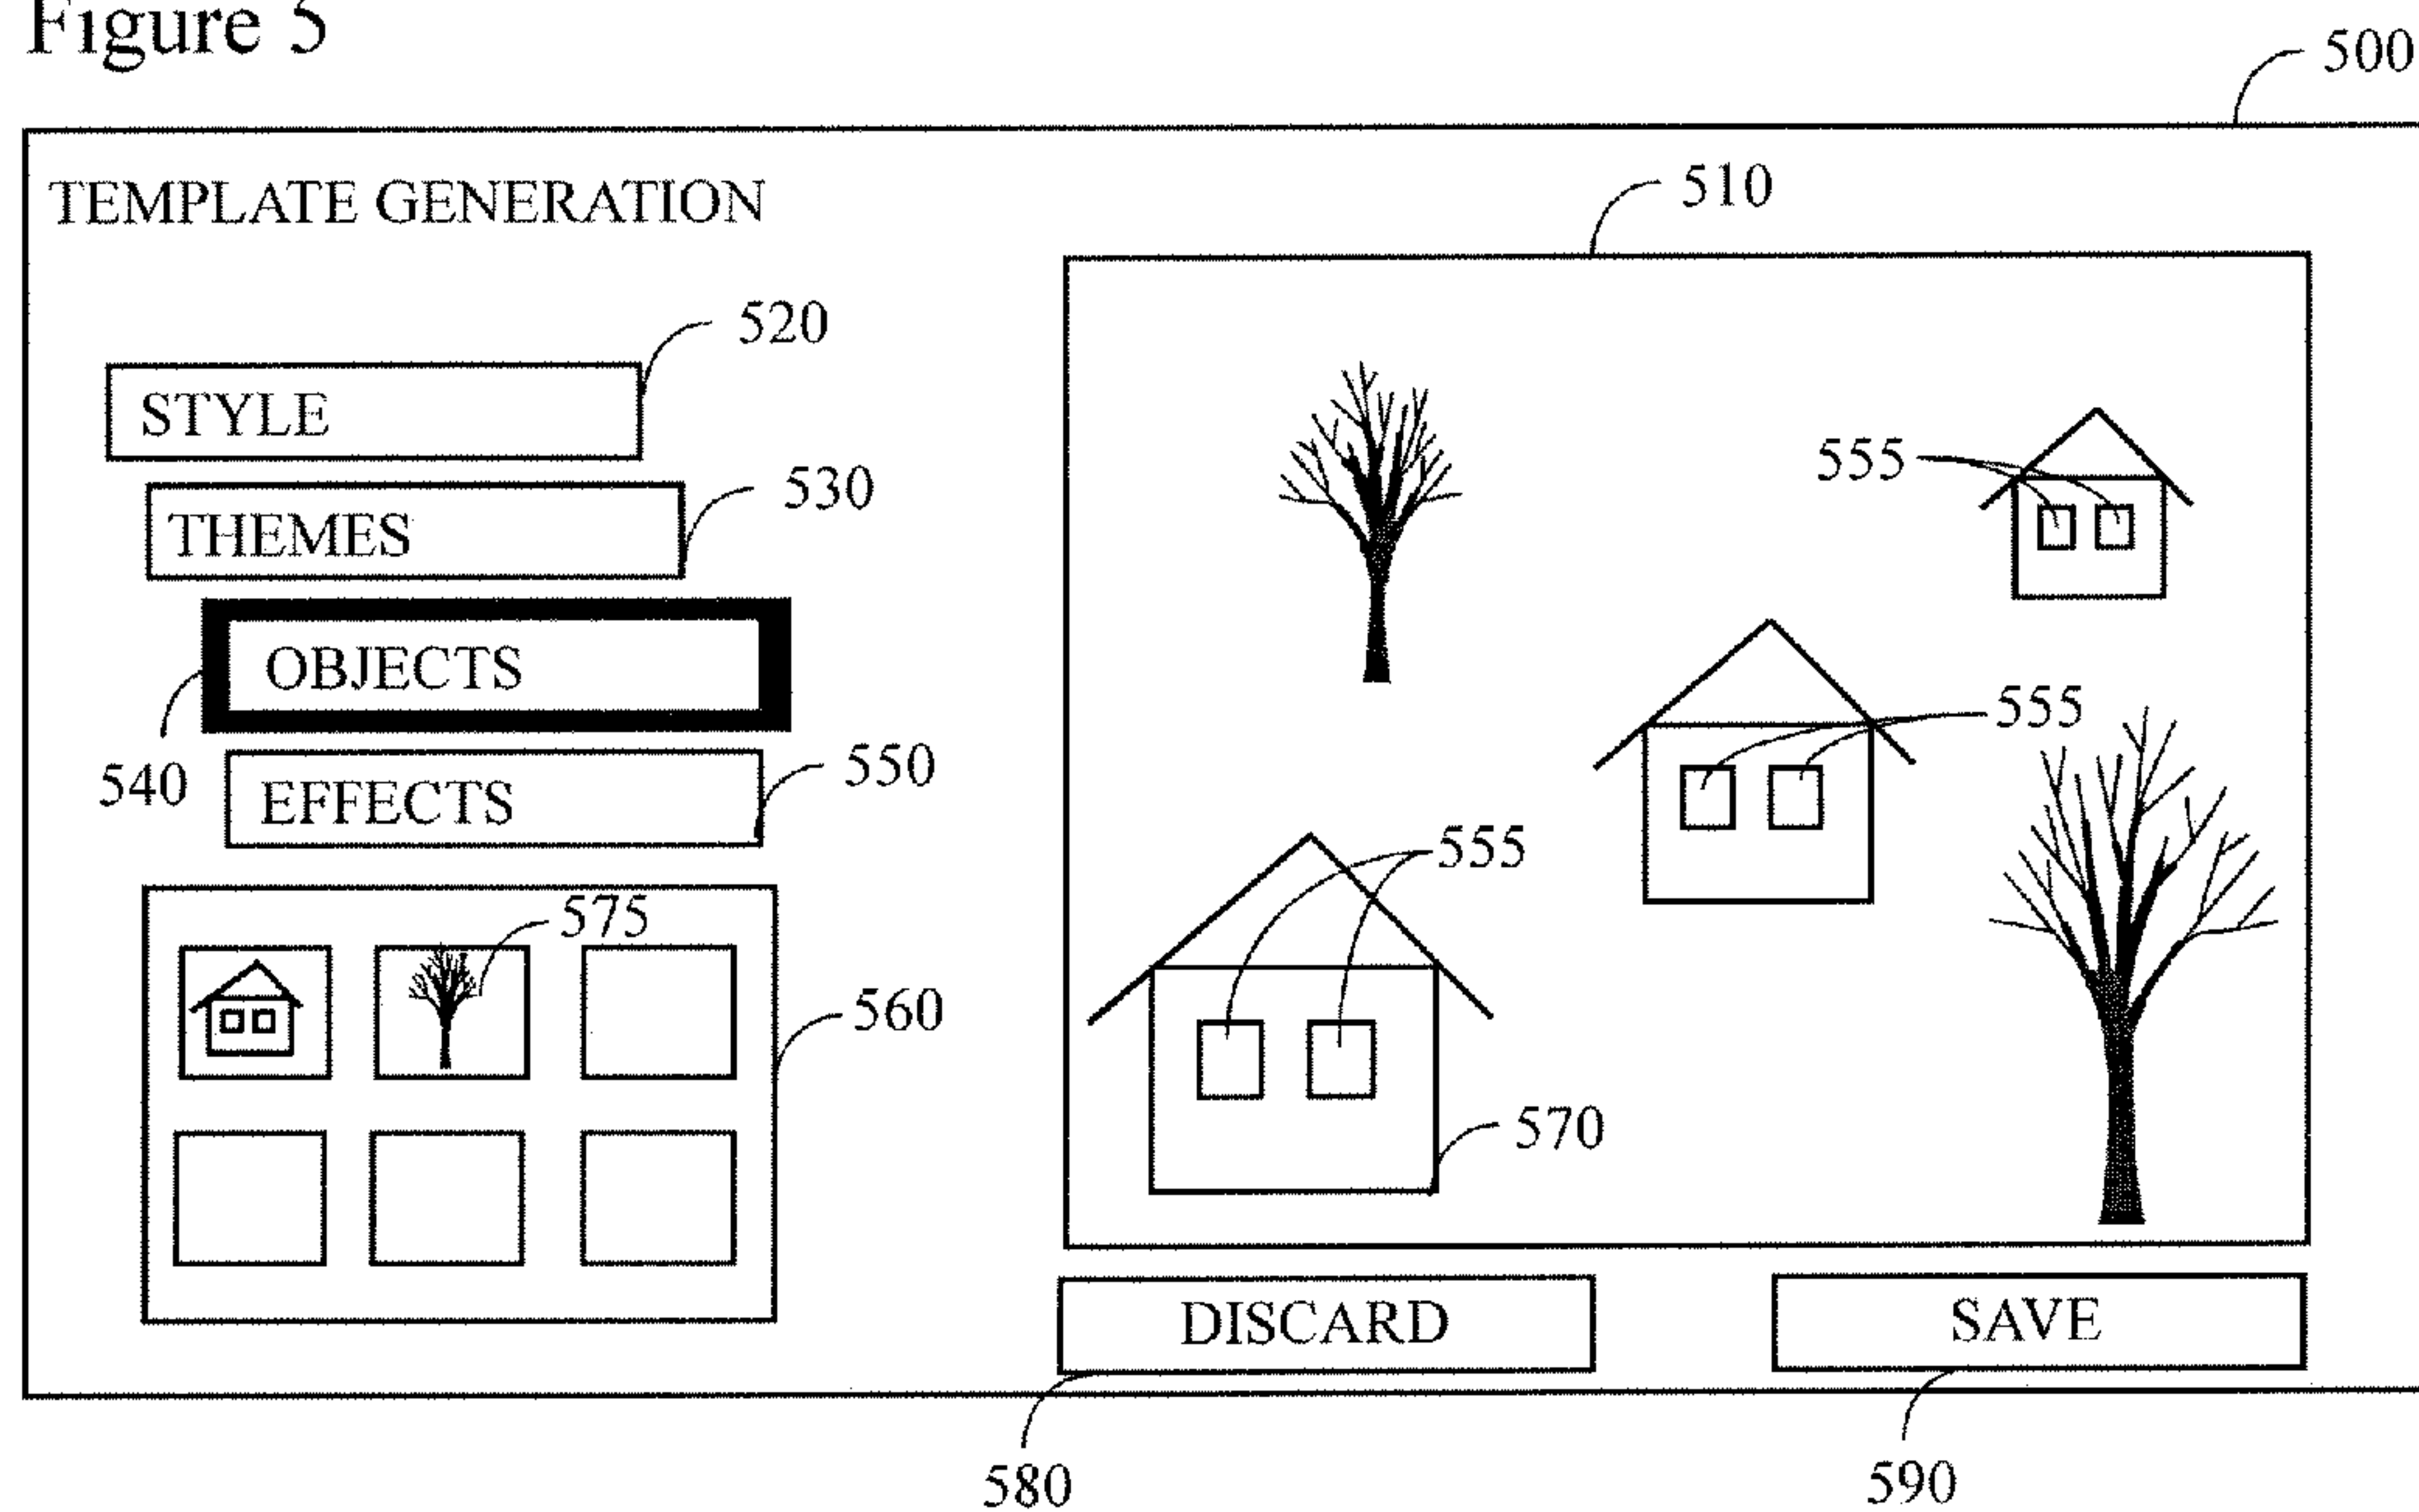 Figure 5
500
TEMPLATE GENERATION
510
520
STYLE
555
530
THEMES
OBJECTS
555
540
550
EFFECTS
555
575
560
570
DISCARD
SAVE
580
590